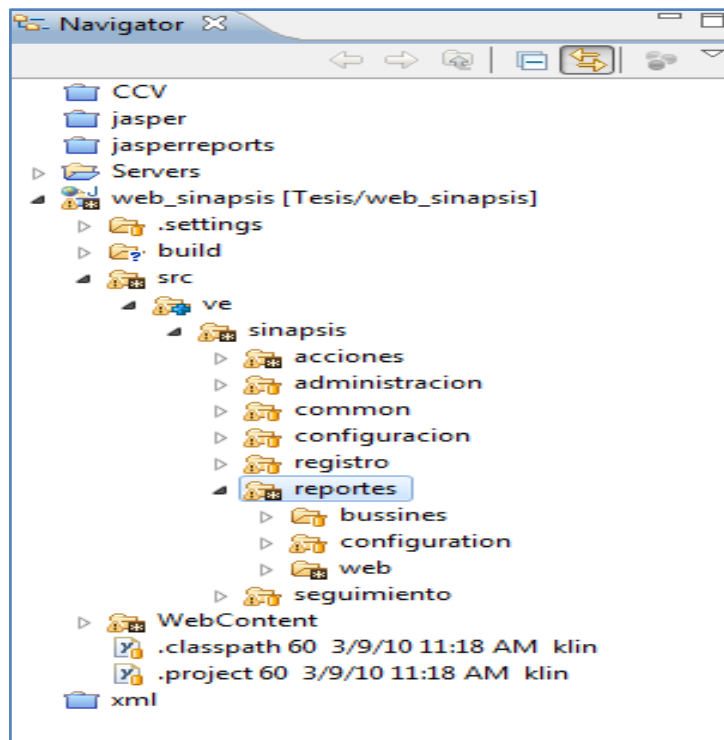 Navigator
CCV
jasper
jasperreports
Servers
web_sinapsis [Tesis/web_sinapsis]
.settings
build
src
ve
sinapsis
acciones
administracion
common
configuracion
registro
reportes
bussines
configuration
web
seguimiento
WebContent
.classpath 60 3/9/10 11:18 AM klin
.project 60 3/9/10 11:18 AM klin
xml